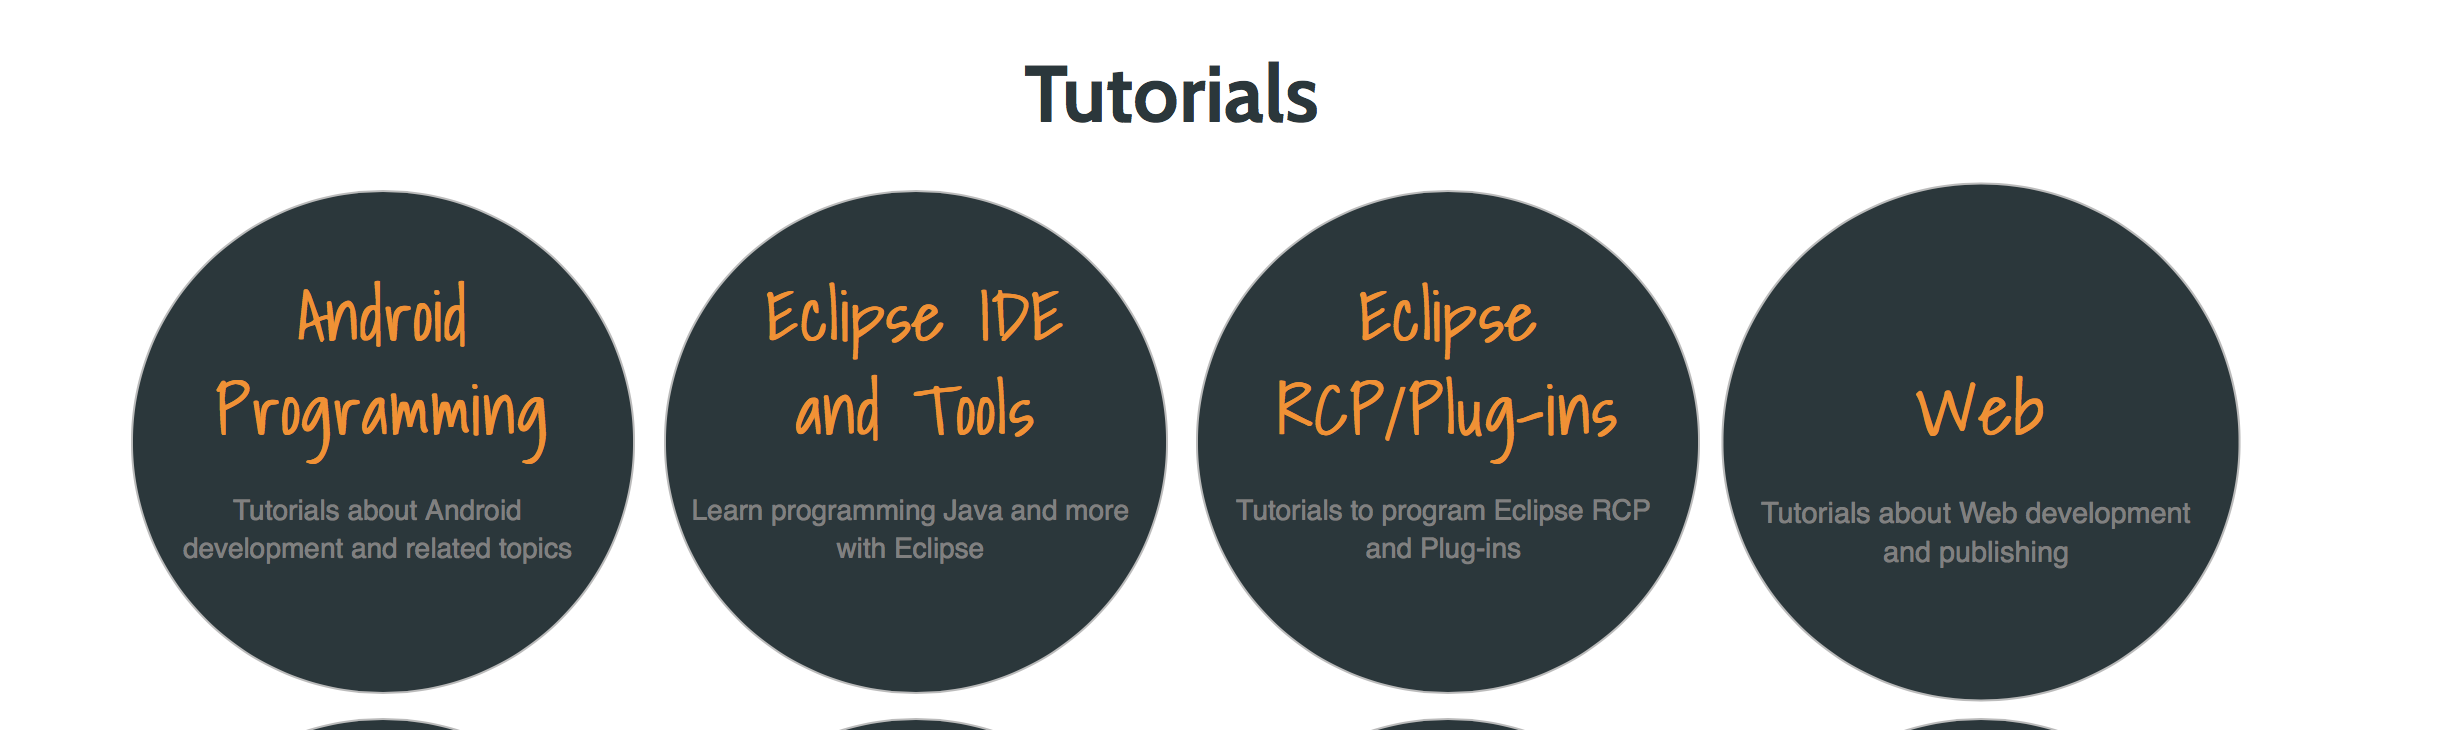 Tutorials
Android
Programming
Tutorials about Android
development and related topics
Eclipse IDE
and Tools
Learn programming Java and more
with Eclipse
Eclipse
RCP/Plug-ins
Tutorials to program Eclipse RCP
and Plug-ins
Web
Tutorials about Web development
and publishing